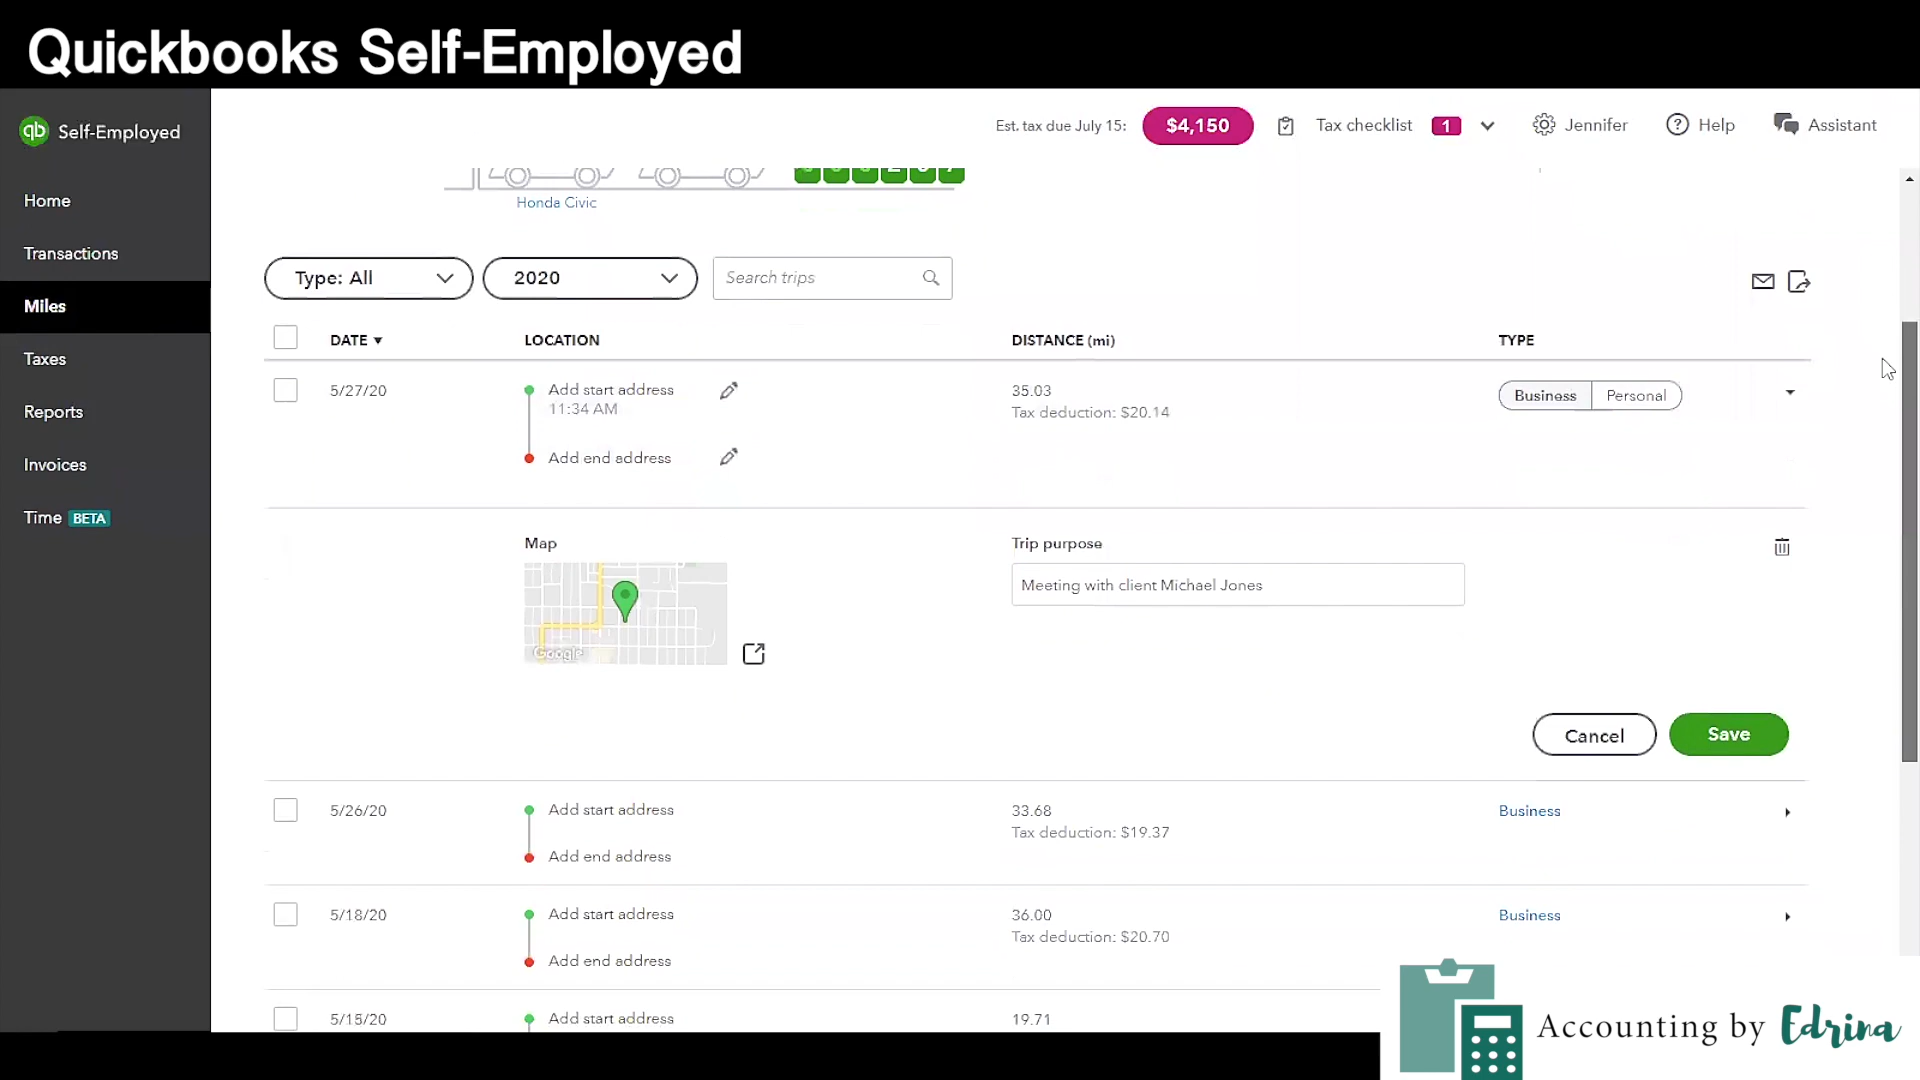 Quickbooks Self-Employed
qb Self-Employed
Est. tax due July 15: $4,150 Tax checklist 1 Jennifer Help Assistant
Home
Transactions
Miles
Taxes
Reports
Invoices
Time BETA
Honda Civic
Type: All 2020 Search trips
DATE LOCATION DISTANCE (mi) TYPE
5/27/20 Add start address 35.03 Business Personal
11:34 AM Tax deduction: $20.14
Add end address
Map Trip purpose
Meeting with client Michael Jones
Google
Cancel Save
5/26/20 Add start address 33.68 Business
Tax deduction: $19.37
Add end address
5/18/20 Add start address 36.00 Business
Tax deduction: $20.70
Add end address
5/15/20 Add start address 19.71
Accounting by Edrina